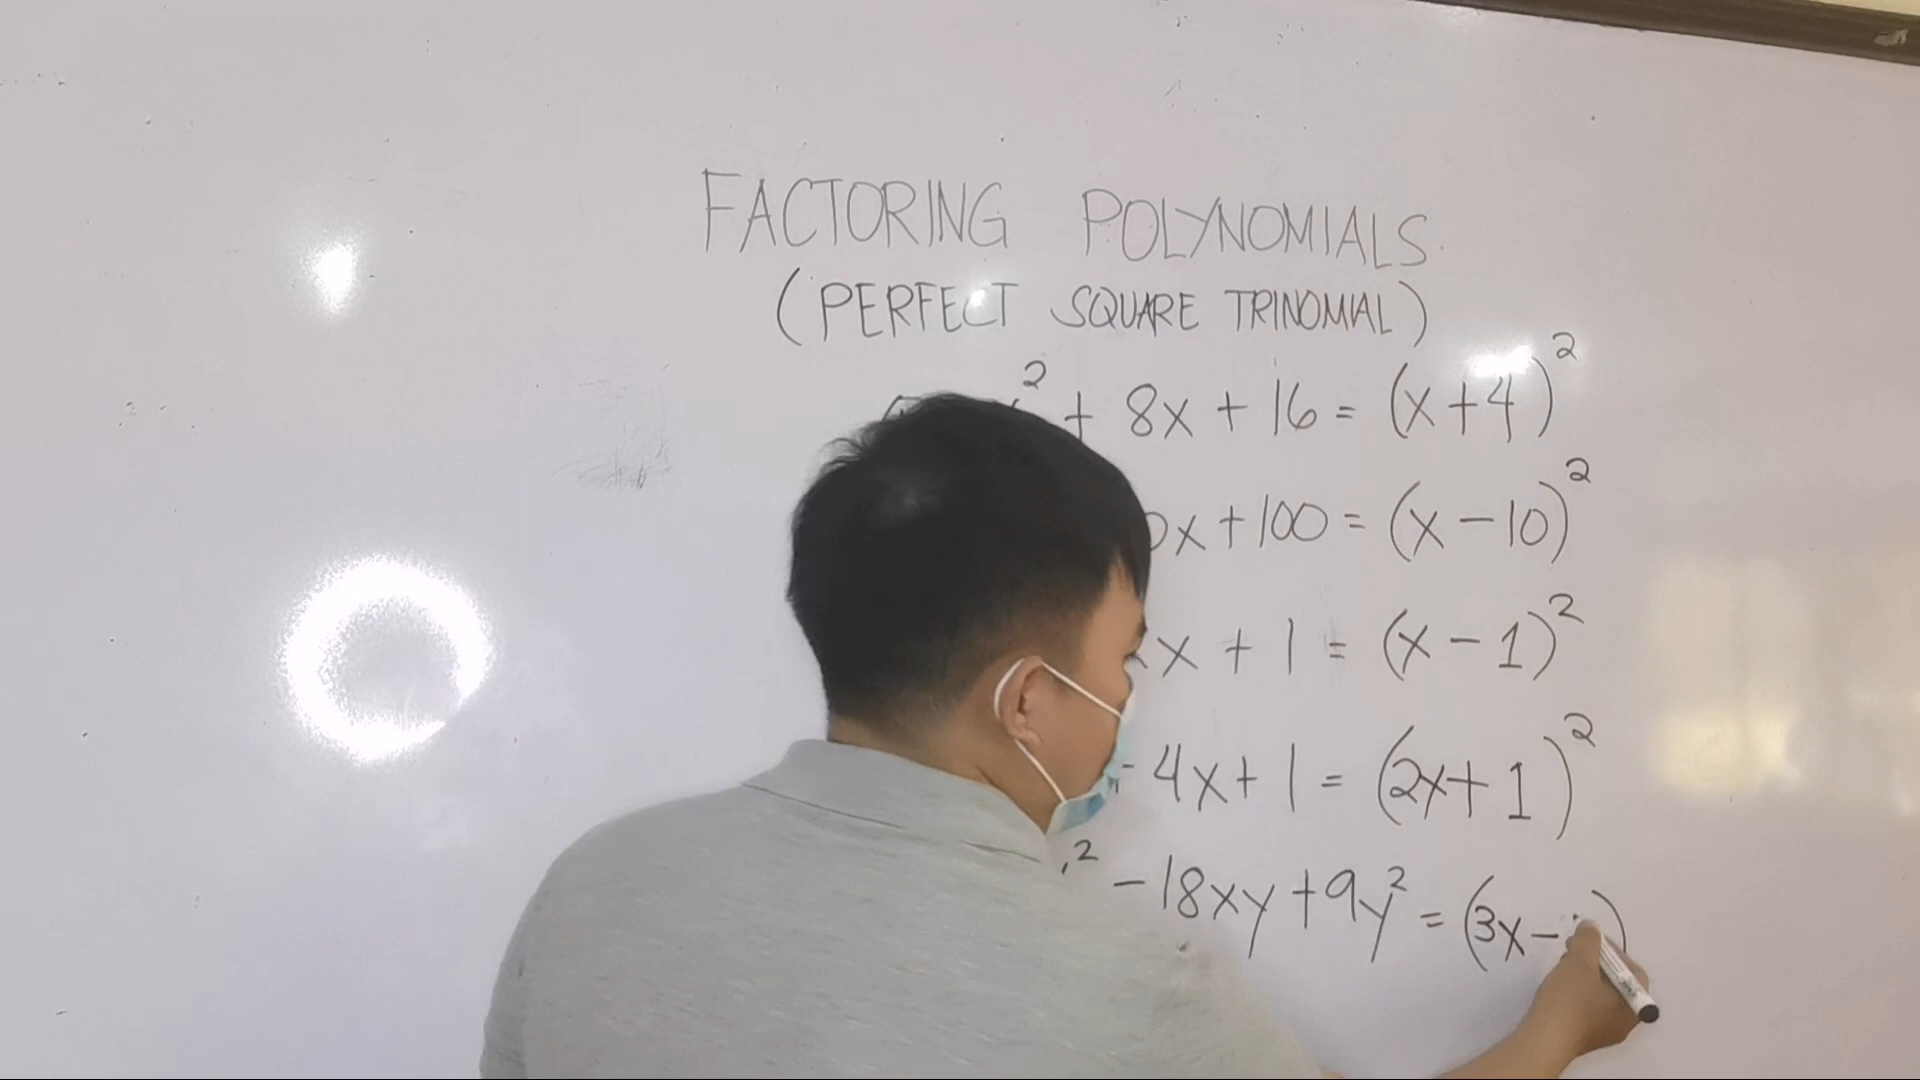 FACTORING POLYNOMIALS
(PERFECT SQUARE TRINOMIAL)
² + 8x + 16 = (x+4)²
x + 100 = (x - 10)²
x + 1 = (x - 1)²
4x + 1 = (2x + 1)²
² - 18xy + 9y² = (3x - )